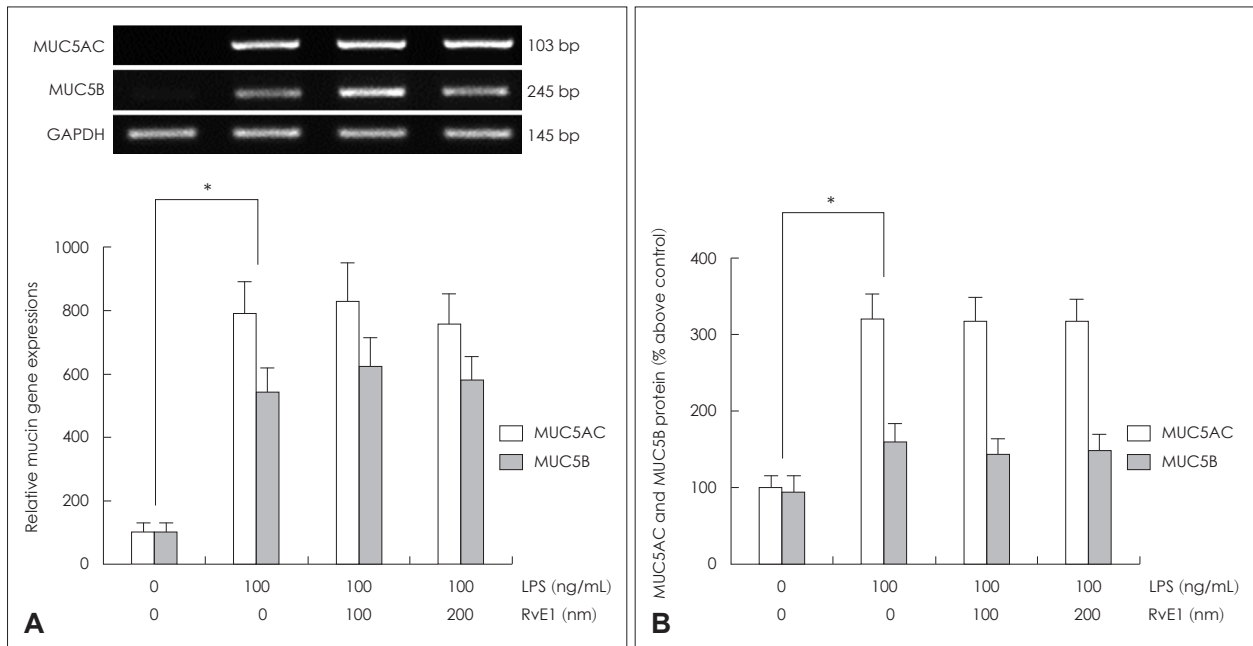 MUC5AC 103 bp
MUC5B 245 bp
GAPDH 145 bp
*
Relative mucin gene expressions
1000
800
600
400
200
0
MUC5AC
MUC5B
0 100 100 100 LPS (ng/mL)
0 0 100 200 RvE1 (nm)
A
*
MUC5AC and MUC5B protein (% above control)
400
300
200
100
0
MUC5AC
MUC5B
0 100 100 100 LPS (ng/mL)
0 0 100 200 RvE1 (nm)
B